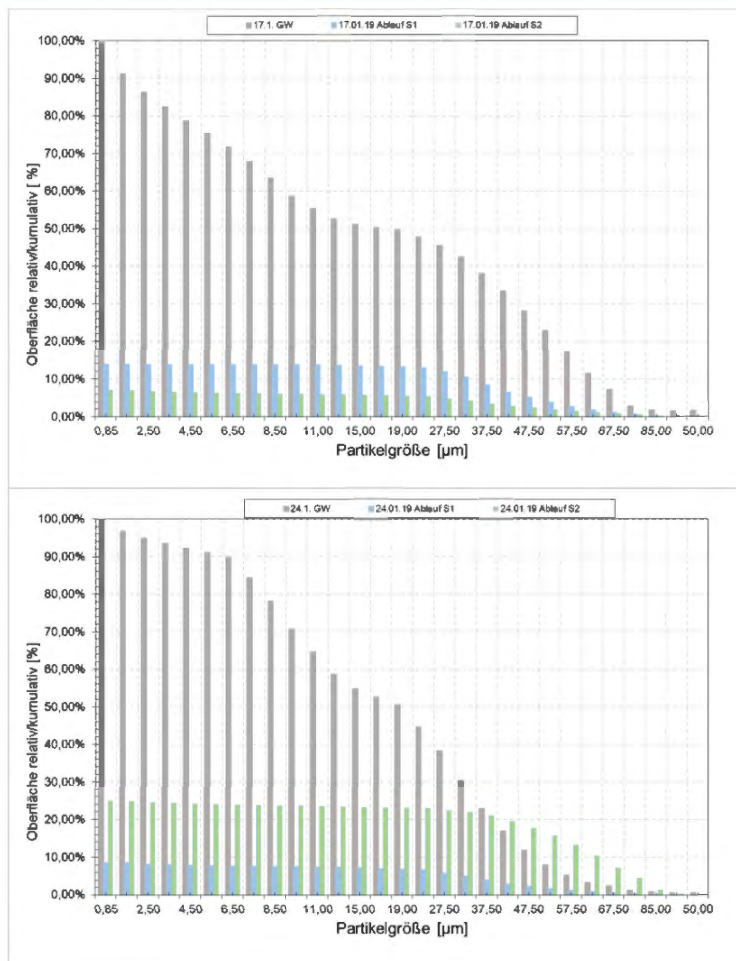 17.1. GW 17.01.19 Ablauf S1 17.01.19 Ablauf S2
100,00%
90,00%
80,00%
70,00%
60,00%
50,00%
40,00%
30,00%
20,00%
10,00%
0,00%
Oberfläche relativ/kumulativ [ %]
0,85 2,50 4,50 6,50 8,50 11,00 15,00 19,00 27,50 37,50 47,50 57,50 67,50 85,00 50,00
Partikelgröße [µm]
24.1. GW 24.01.19 Ablauf S1 24.01.19 Ablauf S2
100,00%
90,00%
80,00%
70,00%
60,00%
50,00%
40,00%
30,00%
20,00%
10,00%
0,00%
Oberfläche relativ/kumulativ [%]
0,85 2,50 4,50 6,50 8,50 11,00 15,00 19,00 27,50 37,50 47,50 57,50 67,50 85,00 50,00
Partikelgröße [µm]